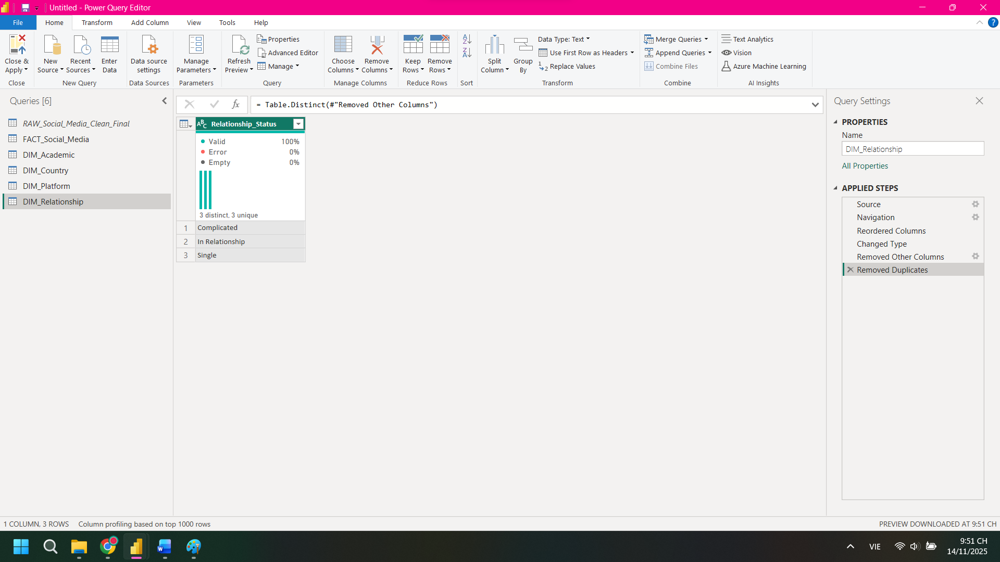 Untitled - Power Query Editor
File Home Transform Add Column View Tools Help
Close & Apply
New Source
Recent Sources
Enter Data
Data source settings
Manage Parameters
Refresh Preview
Properties
Advanced Editor
Manage
Choose Columns
Remove Columns
Keep Rows
Remove Rows
Split Column
Group By
Data Type: Text
Use First Row as Headers
Replace Values
Merge Queries
Append Queries
Combine Files
Text Analytics
Vision
Azure Machine Learning
Close New Query Data Sources Parameters Query Manage Columns Reduce Rows Sort Transform Combine AI Insights
Queries [6]
RAW_Social_Media_Clean_Final
FACT_Social_Media
DIM_Academic
DIM_Country
DIM_Platform
DIM_Relationship
fx
= Table.Distinct(#"Removed Other Columns")
ABC Relationship_Status
Valid 100%
Error 0%
Empty 0%
3 distinct, 3 unique
1 Complicated
2 In Relationship
3 Single
Query Settings
PROPERTIES
Name
DIM_Relationship
All Properties
APPLIED STEPS
Source
Navigation
Reordered Columns
Changed Type
Removed Other Columns
Removed Duplicates
1 COLUMN, 3 ROWS Column profiling based on top 1000 rows
PREVIEW DOWNLOADED AT 9:51 CH
VIE
9:51 CH
14/11/2025